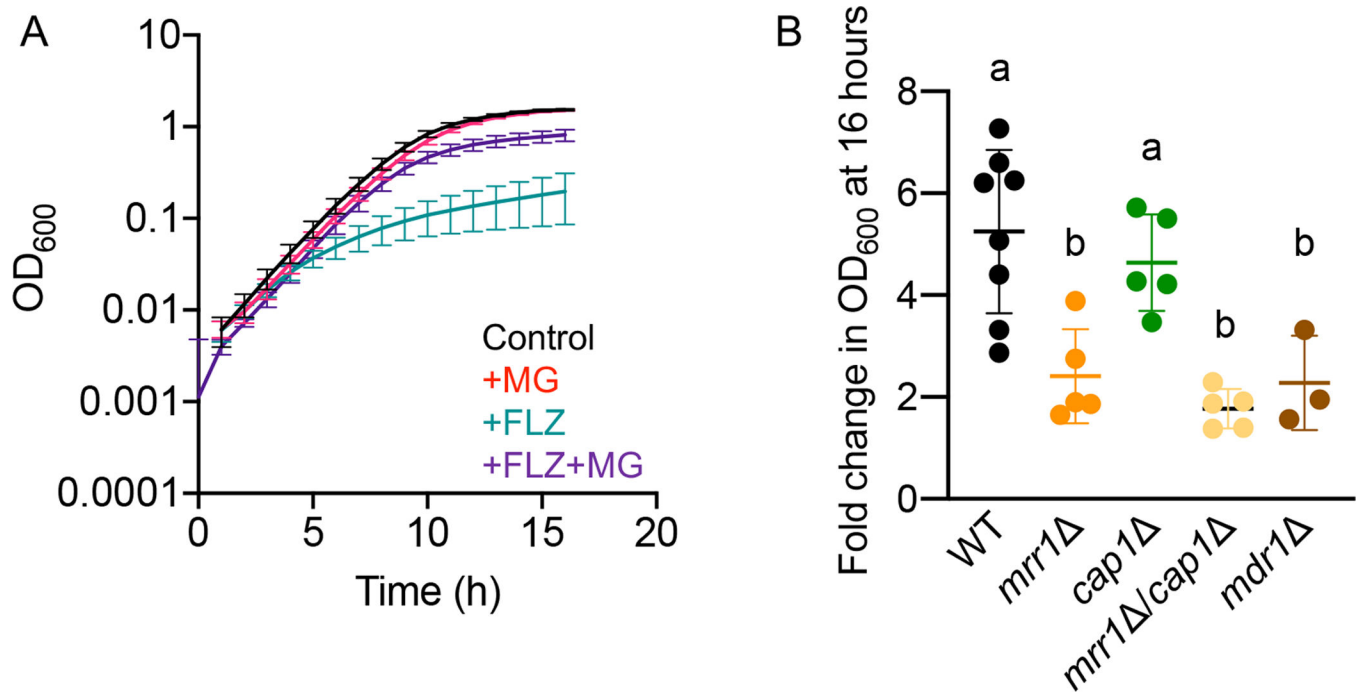 A
10
1
0.1
0.01
0.001
0.0001
OD600
0
5
10
15
20
Time (h)
Control
+MG
+FLZ
+FLZ+MG
B
8
6
4
2
0
Fold change in OD600 at 16 hours
a
b
a
b
b
WT
mrr1Δ
cap1Δ
mrr1Δ/cap1Δ
mdr1Δ